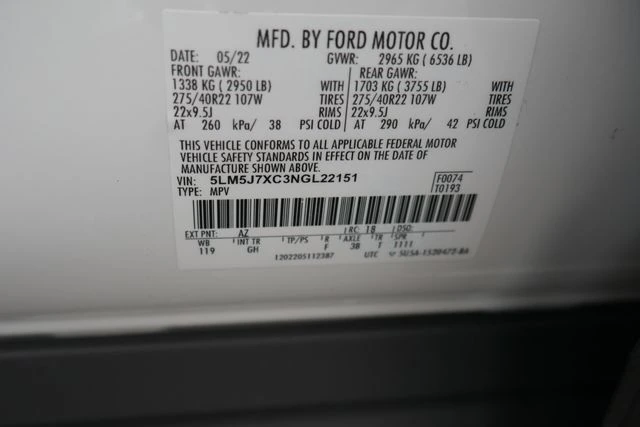 MFD. BY FORD MOTOR CO.
DATE: 05/22 GVWR: 2965 KG ( 6536 LB)
FRONT GAWR: REAR GAWR:
1338 KG ( 2950 LB) WITH 1703 KG ( 3755 LB) WITH
275/40R22 107W TIRES 275/40R22 107W TIRES
22x9.5J RIMS 22x9.5J RIMS
AT 260 kPa/ 38 PSI COLD AT 290 kPa/ 42 PSI COLD
THIS VEHICLE CONFORMS TO ALL APPLICABLE FEDERAL MOTOR
VEHICLE SAFETY STANDARDS IN EFFECT ON THE DATE OF
MANUFACTURE SHOWN ABOVE.
VIN: 5LM5J7XC3NGL22151 F0074
TYPE: MPV T0193
EXT PNT: AZ RC: 18 DSO:
WB INT TR TP/PS R AXLE TR SPR
119 GH F 38 T 1111
1202205112387 UTC 5U5A-1520472-BA